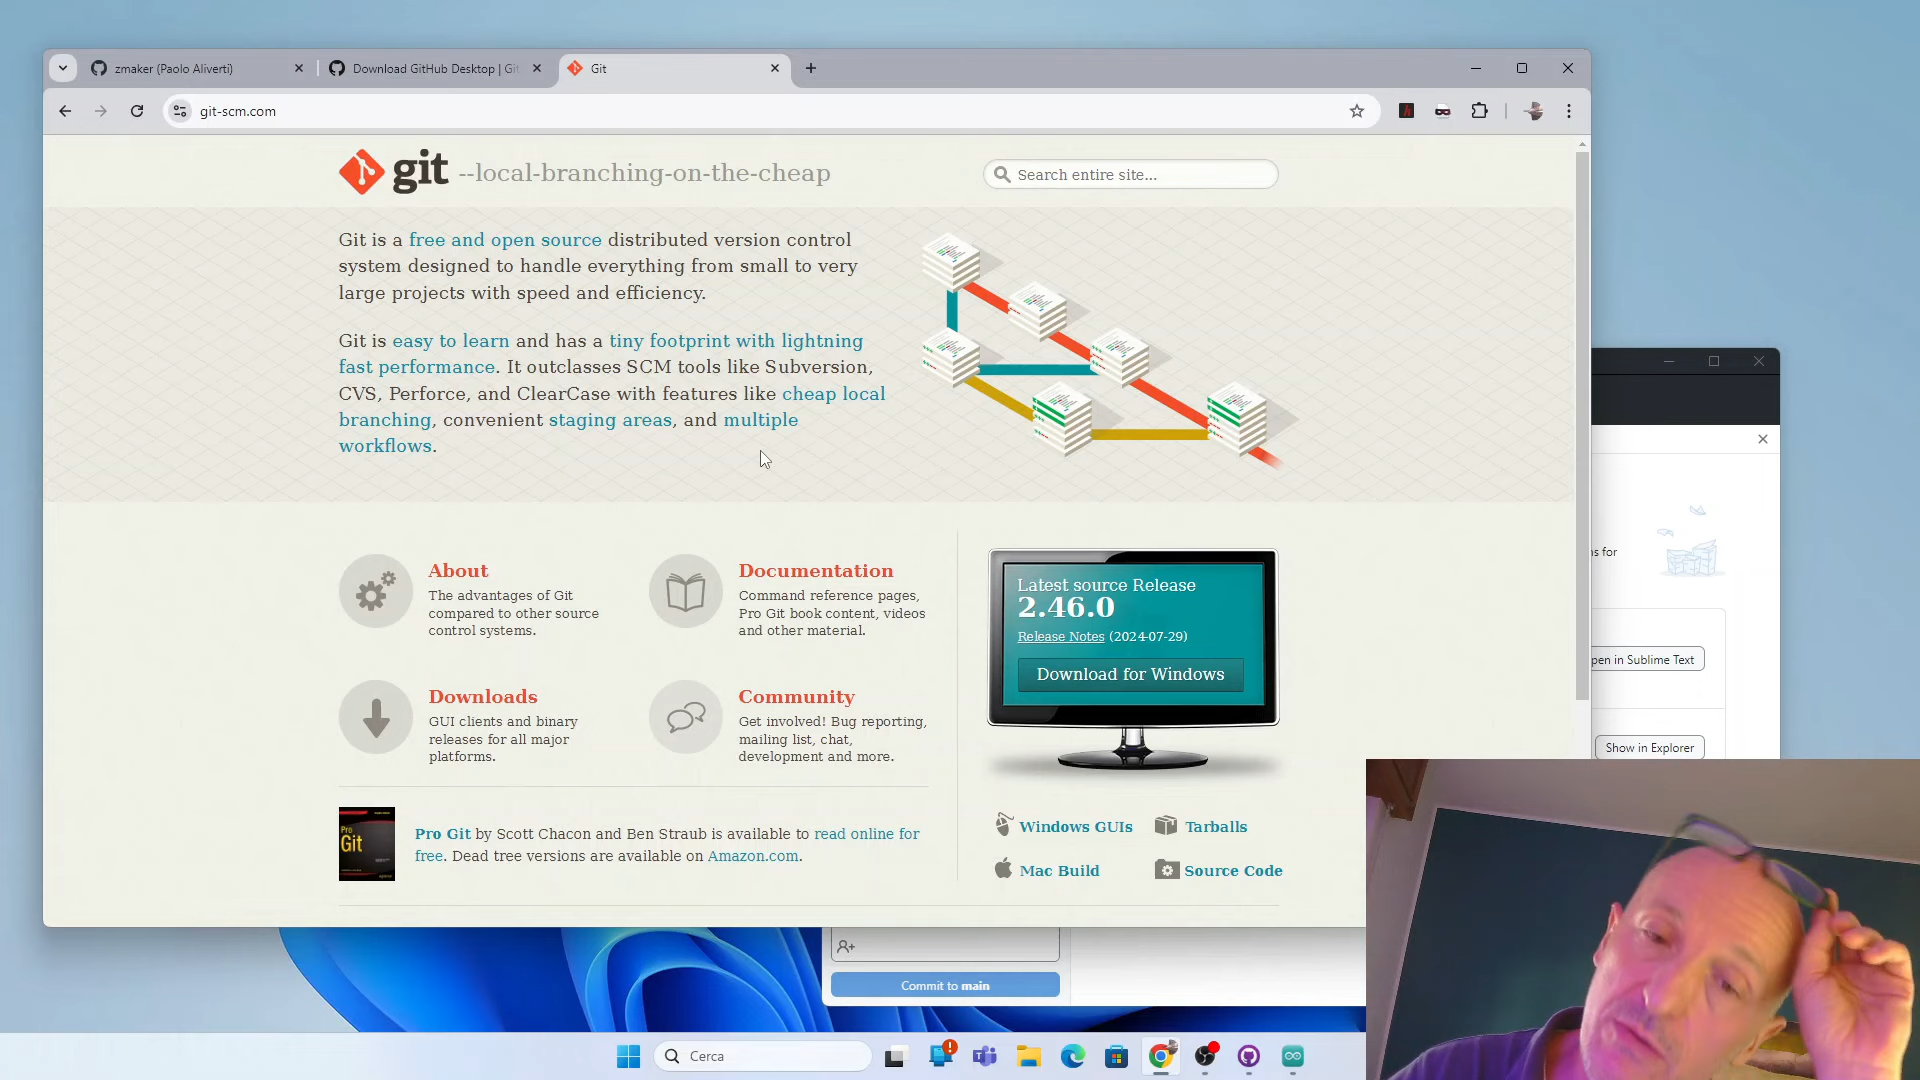 zmaker (Paolo Aliverti)
Download GitHub Desktop | Git
Git
git-scm.com
git --local-branching-on-the-cheap
Search entire site...
Git is a free and open source distributed version control
system designed to handle everything from small to very
large projects with speed and efficiency.
Git is easy to learn and has a tiny footprint with lightning
fast performance. It outclasses SCM tools like Subversion,
CVS, Perforce, and ClearCase with features like cheap local
branching, convenient staging areas, and multiple
workflows.
About
The advantages of Git
compared to other source
control systems.
Documentation
Command reference pages,
Pro Git book content, videos
and other material.
Downloads
GUI clients and binary
releases for all major
platforms.
Community
Get involved! Bug reporting,
mailing list, chat,
development and more.
Latest source Release
2.46.0
Release Notes (2024-07-29)
Download for Windows
Pro
Git
Pro Git by Scott Chacon and Ben Straub is available to read online for
free. Dead tree versions are available on Amazon.com.
Windows GUIs
Tarballs
Mac Build
Source Code
ns for
pen in Sublime Text
Show in Explorer
Commit to main
Cerca